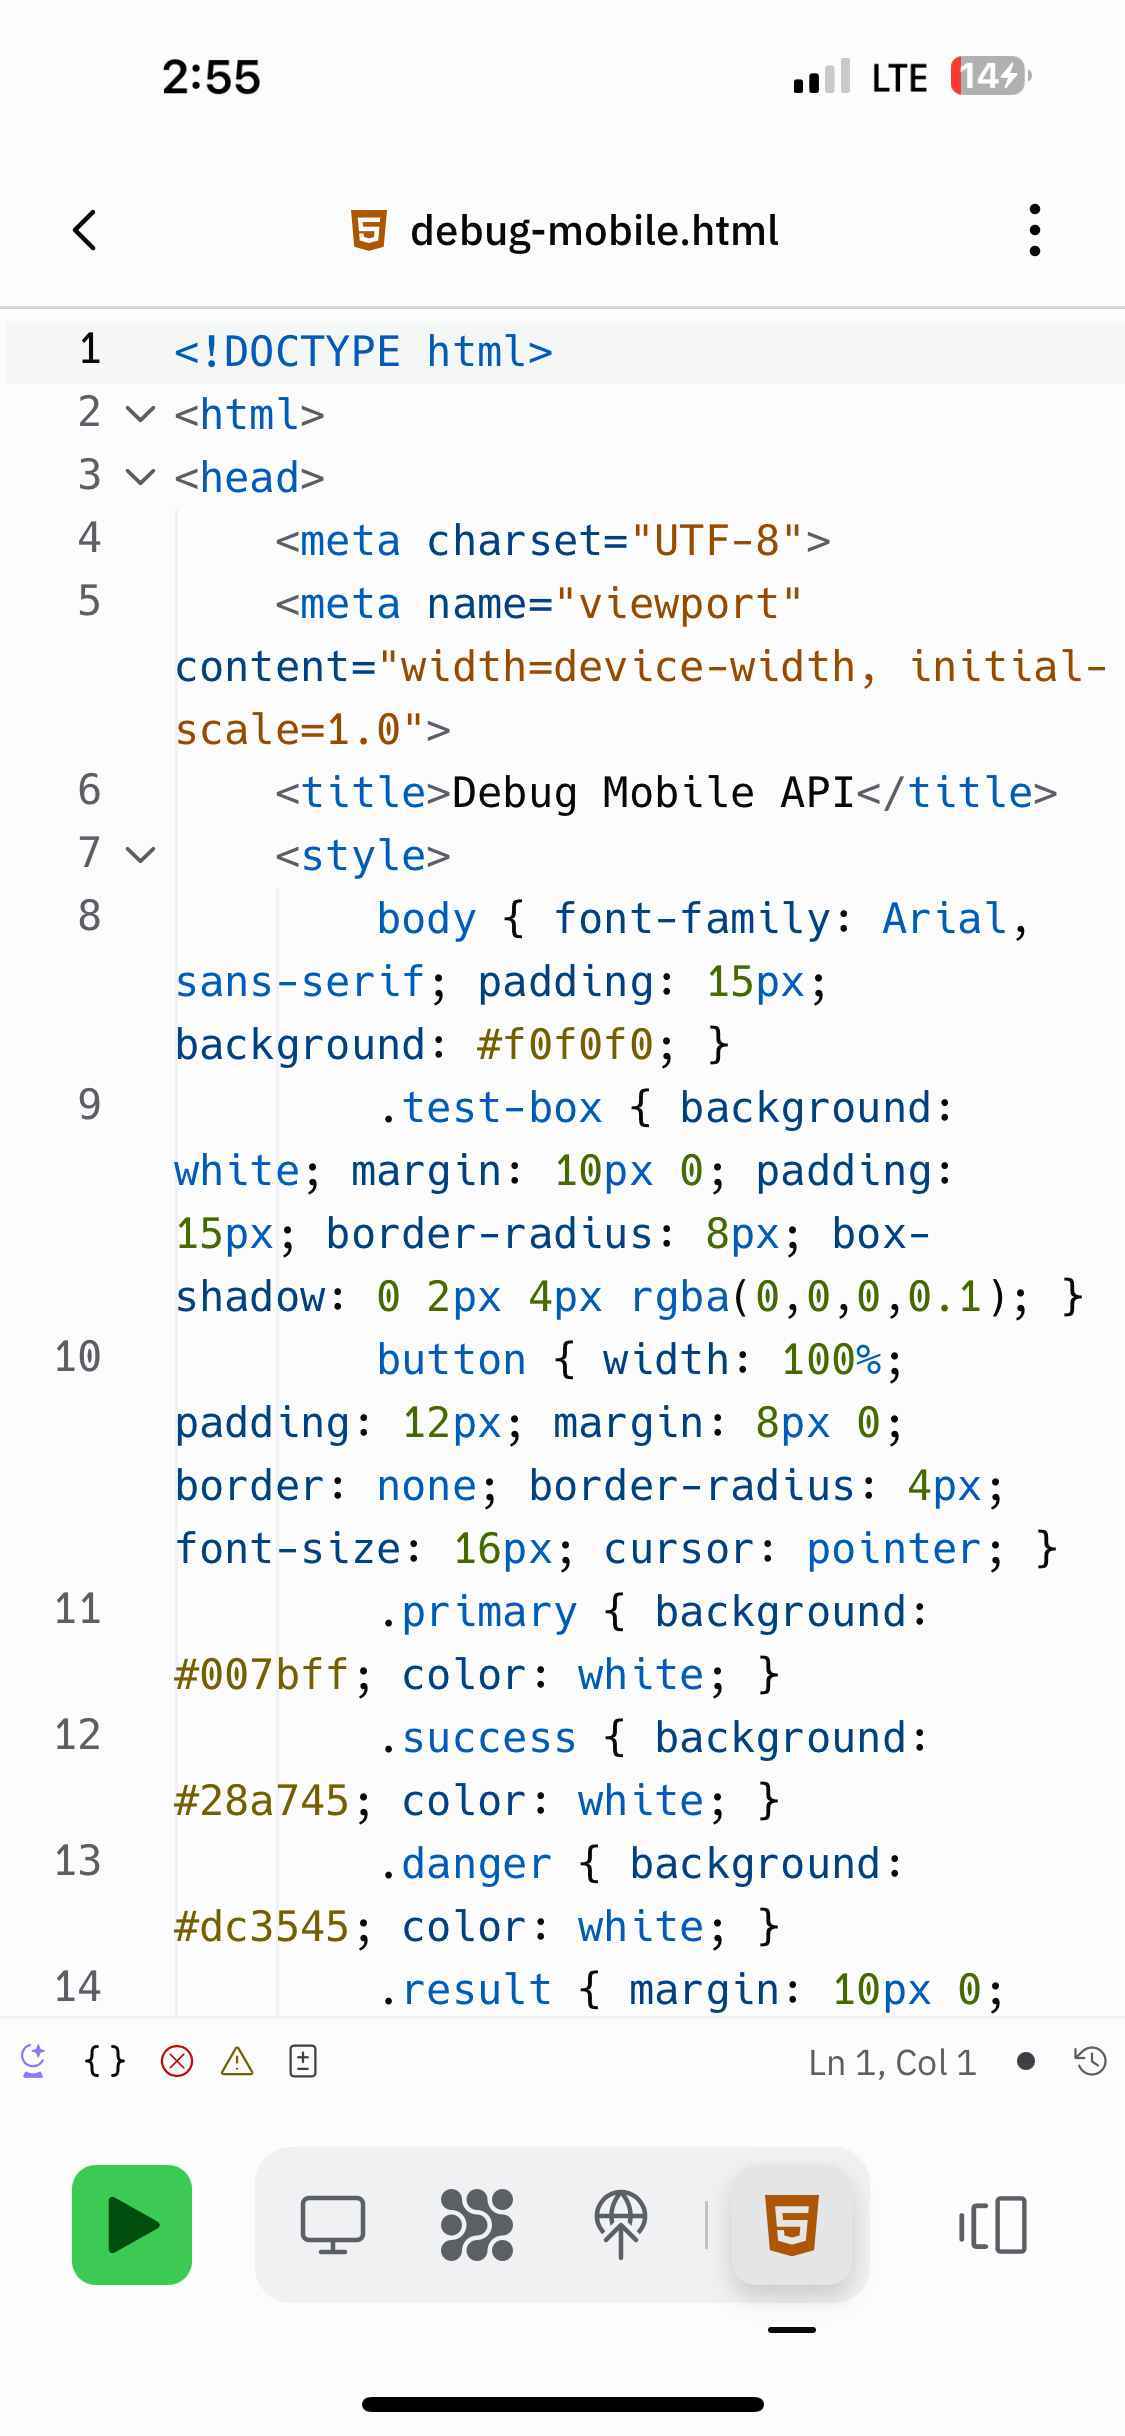 2:55 LTE 14
debug-mobile.html
1 <!DOCTYPE html>
2 <html>
3 <head>
4     <meta charset="UTF-8">
5     <meta name="viewport"
content="width=device-width, initial-
scale=1.0">
6     <title>Debug Mobile API</title>
7     <style>
8         body { font-family: Arial,
sans-serif; padding: 15px;
background: #f0f0f0; }
9         .test-box { background:
white; margin: 10px 0; padding:
15px; border-radius: 8px; box-
shadow: 0 2px 4px rgba(0,0,0,0.1); }
10         button { width: 100%;
padding: 12px; margin: 8px 0;
border: none; border-radius: 4px;
font-size: 16px; cursor: pointer; }
11         .primary { background:
#007bff; color: white; }
12         .success { background:
#28a745; color: white; }
13         .danger { background:
#dc3545; color: white; }
14         .result { margin: 10px 0;
{ } Ln 1, Col 1